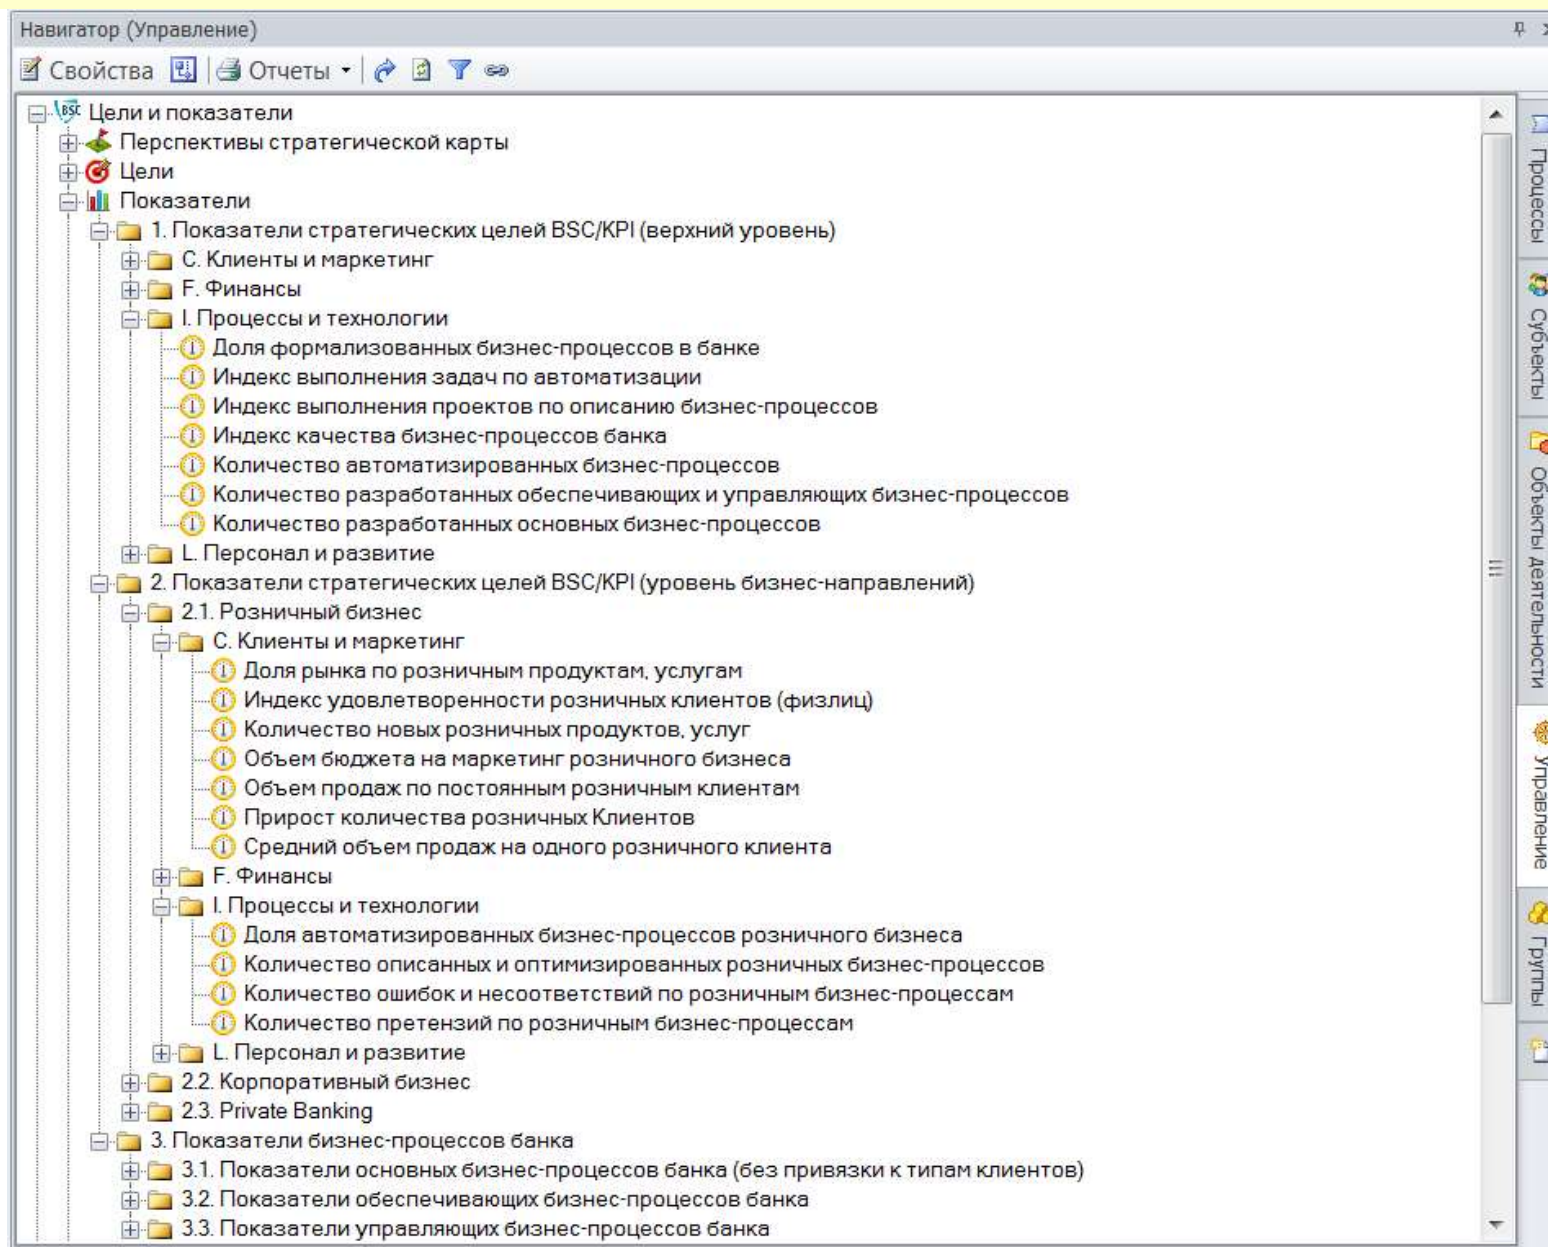 Навигатор (Управление)
Свойства Отчеты
BSC Цели и показатели
Перспективы стратегической карты
Цели
Показатели
1. Показатели стратегических целей BSC/KPI (верхний уровень)
C. Клиенты и маркетинг
F. Финансы
I. Процессы и технологии
Доля формализованных бизнес-процессов в банке
Индекс выполнения задач по автоматизации
Индекс выполнения проектов по описанию бизнес-процессов
Индекс качества бизнес-процессов банка
Количество автоматизированных бизнес-процессов
Количество разработанных обеспечивающих и управляющих бизнес-процессов
Количество разработанных основных бизнес-процессов
L. Персонал и развитие
2. Показатели стратегических целей BSC/KPI (уровень бизнес-направлений)
2.1. Розничный бизнес
C. Клиенты и маркетинг
Доля рынка по розничным продуктам, услугам
Индекс удовлетворенности розничных клиентов (физлиц)
Количество новых розничных продуктов, услуг
Объем бюджета на маркетинг розничного бизнеса
Объем продаж по постоянным розничным клиентам
Прирост количества розничных Клиентов
Средний объем продаж на одного розничного клиента
F. Финансы
I. Процессы и технологии
Доля автоматизированных бизнес-процессов розничного бизнеса
Количество описанных и оптимизированных розничных бизнес-процессов
Количество ошибок и несоответствий по розничным бизнес-процессам
Количество претензий по розничным бизнес-процессам
L. Персонал и развитие
2.2. Корпоративный бизнес
2.3. Private Banking
3. Показатели бизнес-процессов банка
3.1. Показатели основных бизнес-процессов банка (без привязки к типам клиентов)
3.2. Показатели обеспечивающих бизнес-процессов банка
3.3. Показатели управляющих бизнес-процессов банка
Процессы
Субъекты
Объекты деятельности
Управление
Группы